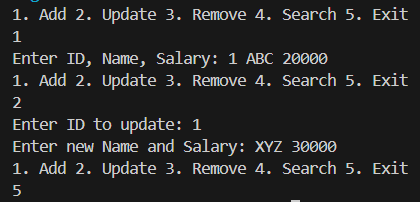 1. Add 2. Update 3. Remove 4. Search 5. Exit
1
Enter ID, Name, Salary: 1 ABC 20000
1. Add 2. Update 3. Remove 4. Search 5. Exit
2
Enter ID to update: 1
Enter new Name and Salary: XYZ 30000
1. Add 2. Update 3. Remove 4. Search 5. Exit
5